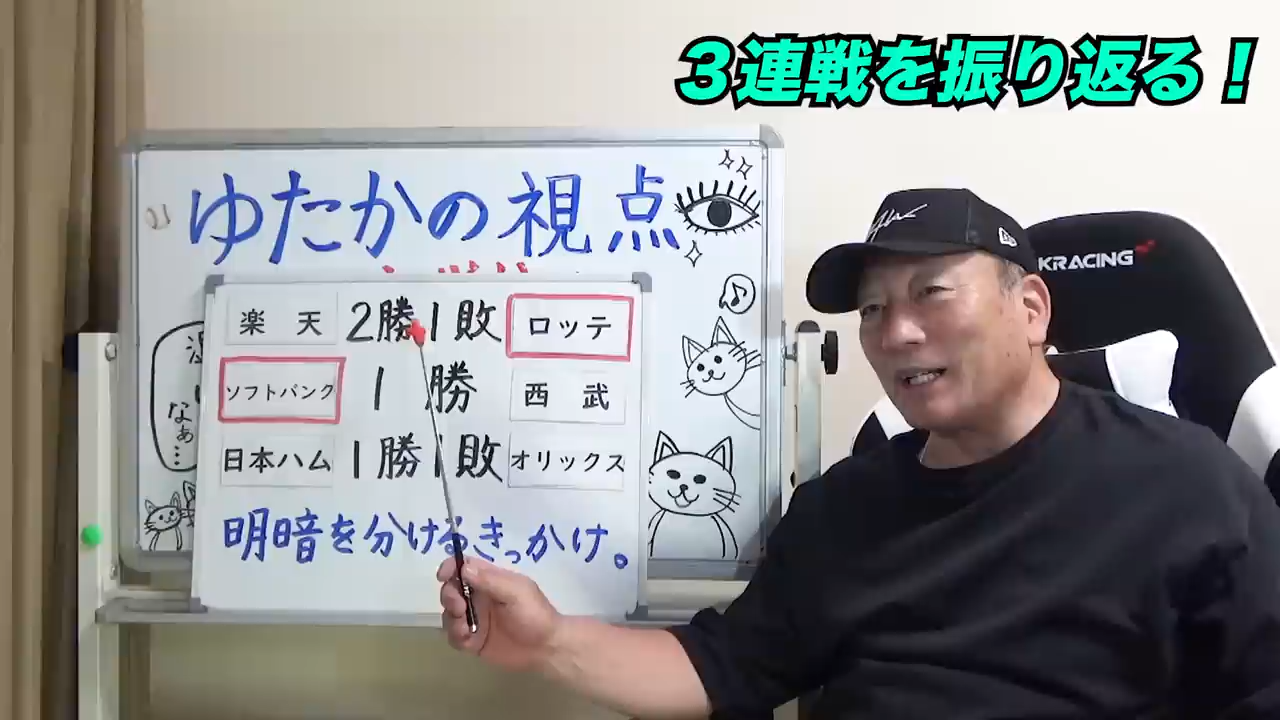 3連戦を振り返る！
ゆたかの視点
楽天 2勝1敗 ロッテ
ソフトバンク 1勝 西武
日本ハム 1勝1敗 オリックス
明暗を分けるきっかけ。
なぁ…
KRACING